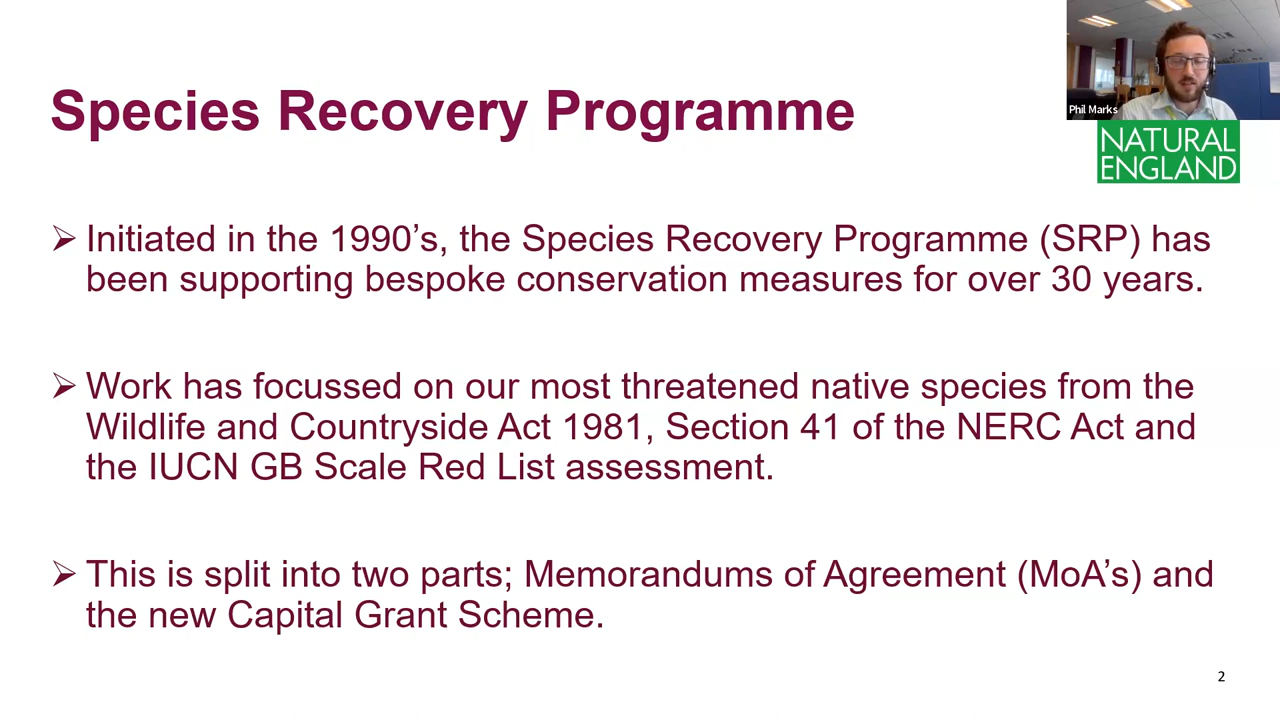 Species Recovery Programme
Phil Marks
NATURAL
ENGLAND
➢ Initiated in the 1990’s, the Species Recovery Programme (SRP) has
been supporting bespoke conservation measures for over 30 years.
➢ Work has focussed on our most threatened native species from the
Wildlife and Countryside Act 1981, Section 41 of the NERC Act and
the IUCN GB Scale Red List assessment.
➢ This is split into two parts; Memorandums of Agreement (MoA’s) and
the new Capital Grant Scheme.
2